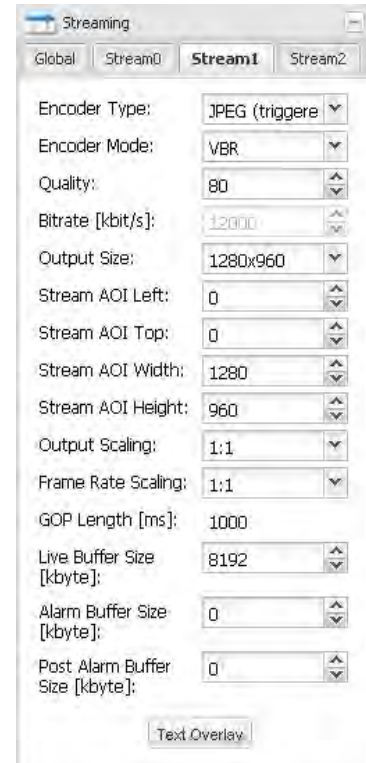 Streaming
Global Stream0 Stream1 Stream2
Encoder Type: JPEG (triggere
Encoder Mode: VBR
Quality: 80
Bitrate [kbit/s]: 12000
Output Size: 1280x960
Stream AOI Left: 0
Stream AOI Top: 0
Stream AOI Width: 1280
Stream AOI Height: 960
Output Scaling: 1:1
Frame Rate Scaling: 1:1
GOP Length [ms]: 1000
Live Buffer Size 8192
[kbyte]:
Alarm Buffer Size 0
[kbyte]:
Post Alarm Buffer 0
Size [kbyte]:
Text Overlay